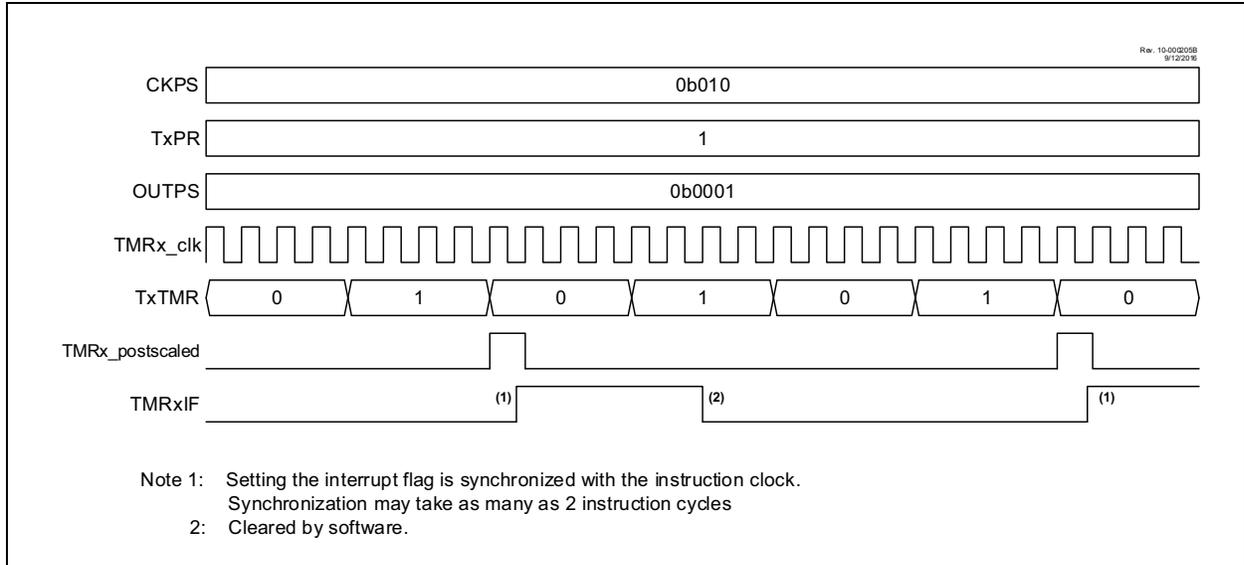 Rev. 10-000205B
9/12/2016
CKPS 0b010
TxPR 1
OUTPS 0b0001
TMRx_clk
TxTMR 0 1 0 1 0 1 0
TMRx_postscaled
TMRxIF (1) (2) (1)
Note 1: Setting the interrupt flag is synchronized with the instruction clock.
Synchronization may take as many as 2 instruction cycles
2: Cleared by software.